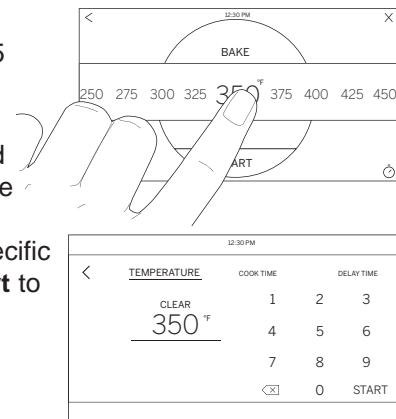 12:30 PM
BAKE
5
250 275 300 325 350 °F 375 400 425 450
d
ART
e
ecific
t to
12:30 PM
TEMPERATURE COOK TIME DELAY TIME
CLEAR
350 °F
1 2 3
4 5 6
7 8 9
0 START